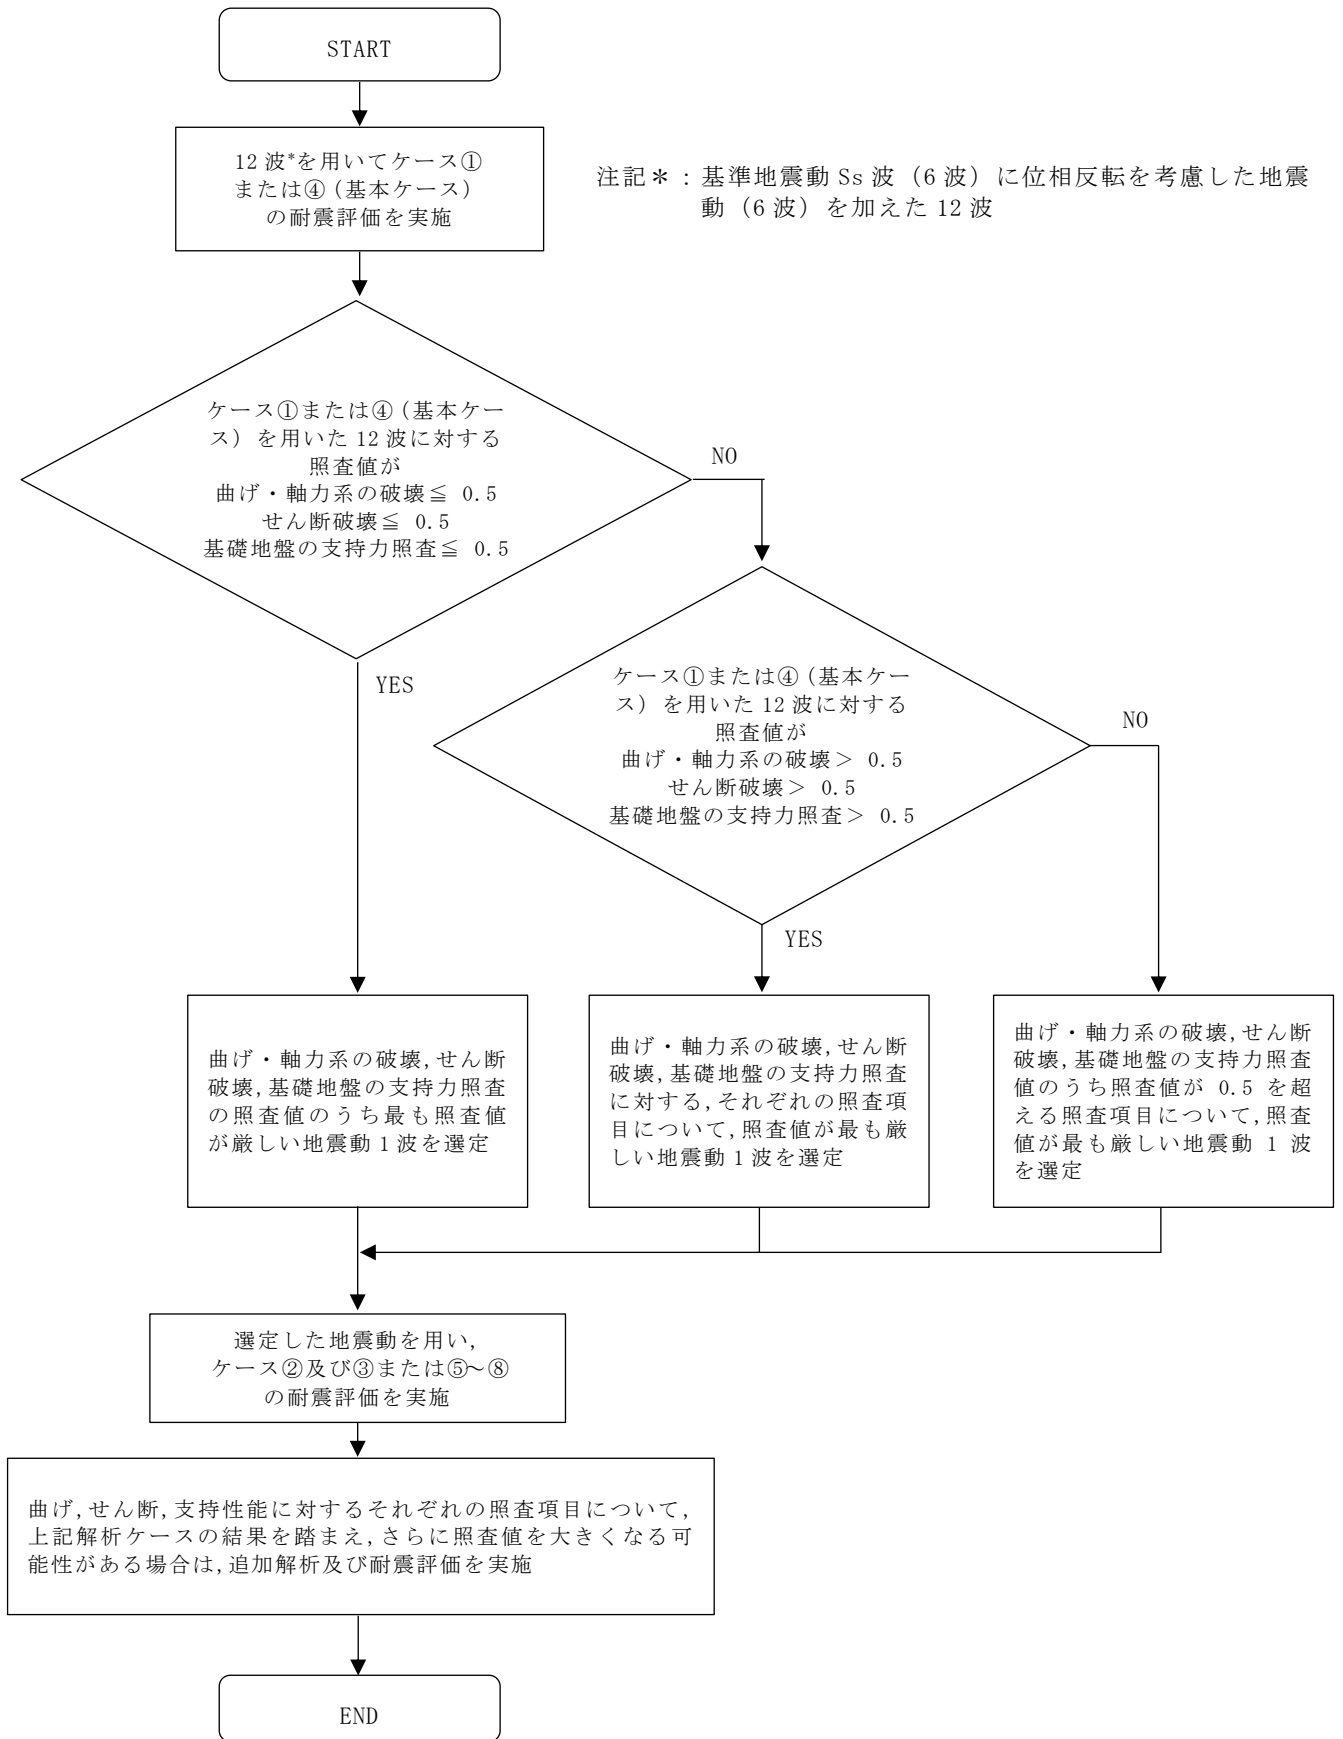 START
12波*を用いてケース①
または④(基本ケース)
の耐震評価を実施
注記＊：基準地震動 Ss 波（6 波）に位相反転を考慮した地震
動（6 波）を加えた 12 波
ケース①または④(基本ケー
ス）を用いた 12 波に対する
照査値が
曲げ・軸力系の破壊≦ 0.5
せん断破壊≦ 0.5
基礎地盤の支持力照査≦ 0.5
NO
YES
ケース①または④(基本ケー
ス）を用いた 12 波に対する
照査値が
曲げ・軸力系の破壊＞ 0.5
せん断破壊＞ 0.5
基礎地盤の支持力照査＞ 0.5
NO
YES
曲げ・軸力系の破壊,せん断
破壊,基礎地盤の支持力照査
の照査値のうち最も照査値
が厳しい地震動 1 波を選定
曲げ・軸力系の破壊,せん断
破壊,基礎地盤の支持力照査
に対する,それぞれの照査項
目について,照査値が最も厳
しい地震動 1 波を選定
曲げ・軸力系の破壊,せん断
破壊,基礎地盤の支持力照査
値のうち照査値が 0.5 を超
える照査項目について,照査
値が最も厳しい地震動 1 波
を選定
選定した地震動を用い,
ケース②及び③または⑤～⑧
の耐震評価を実施
曲げ,せん断,支持性能に対するそれぞれの照査項目について,
上記解析ケースの結果を踏まえ,さらに照査値を大きくなる可
能性がある場合は,追加解析及び耐震評価を実施
END